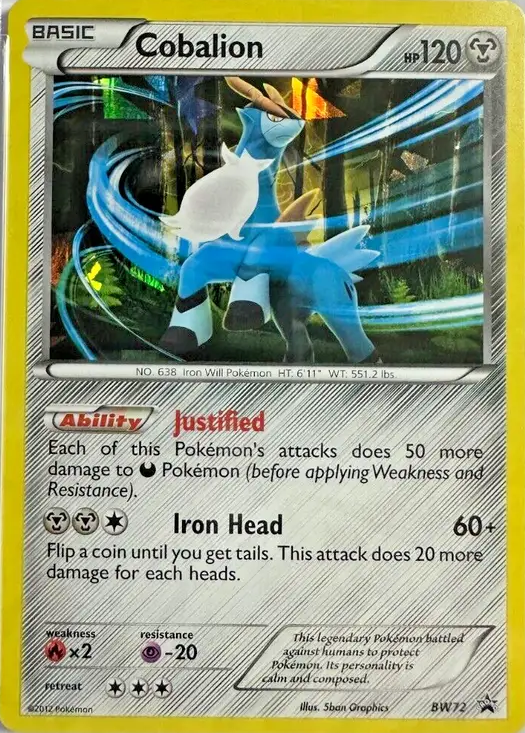 BASIC
Cobalion
HP120
NO. 638 Iron Will Pokémon HT: 6'11" WT: 551.2 lbs.
Ability Justified
Each of this Pokémon's attacks does 50 more
damage to Pokémon (before applying Weakness and
Resistance).
Iron Head 60+
Flip a coin until you get tails. This attack does 20 more
damage for each heads.
weakness resistance
×2 -20
This legendary Pokémon battled
against humans to protect
Pokémon. Its personality is
calm and composed.
retreat
©2012 Pokémon Illus. 5ban Graphics BW72